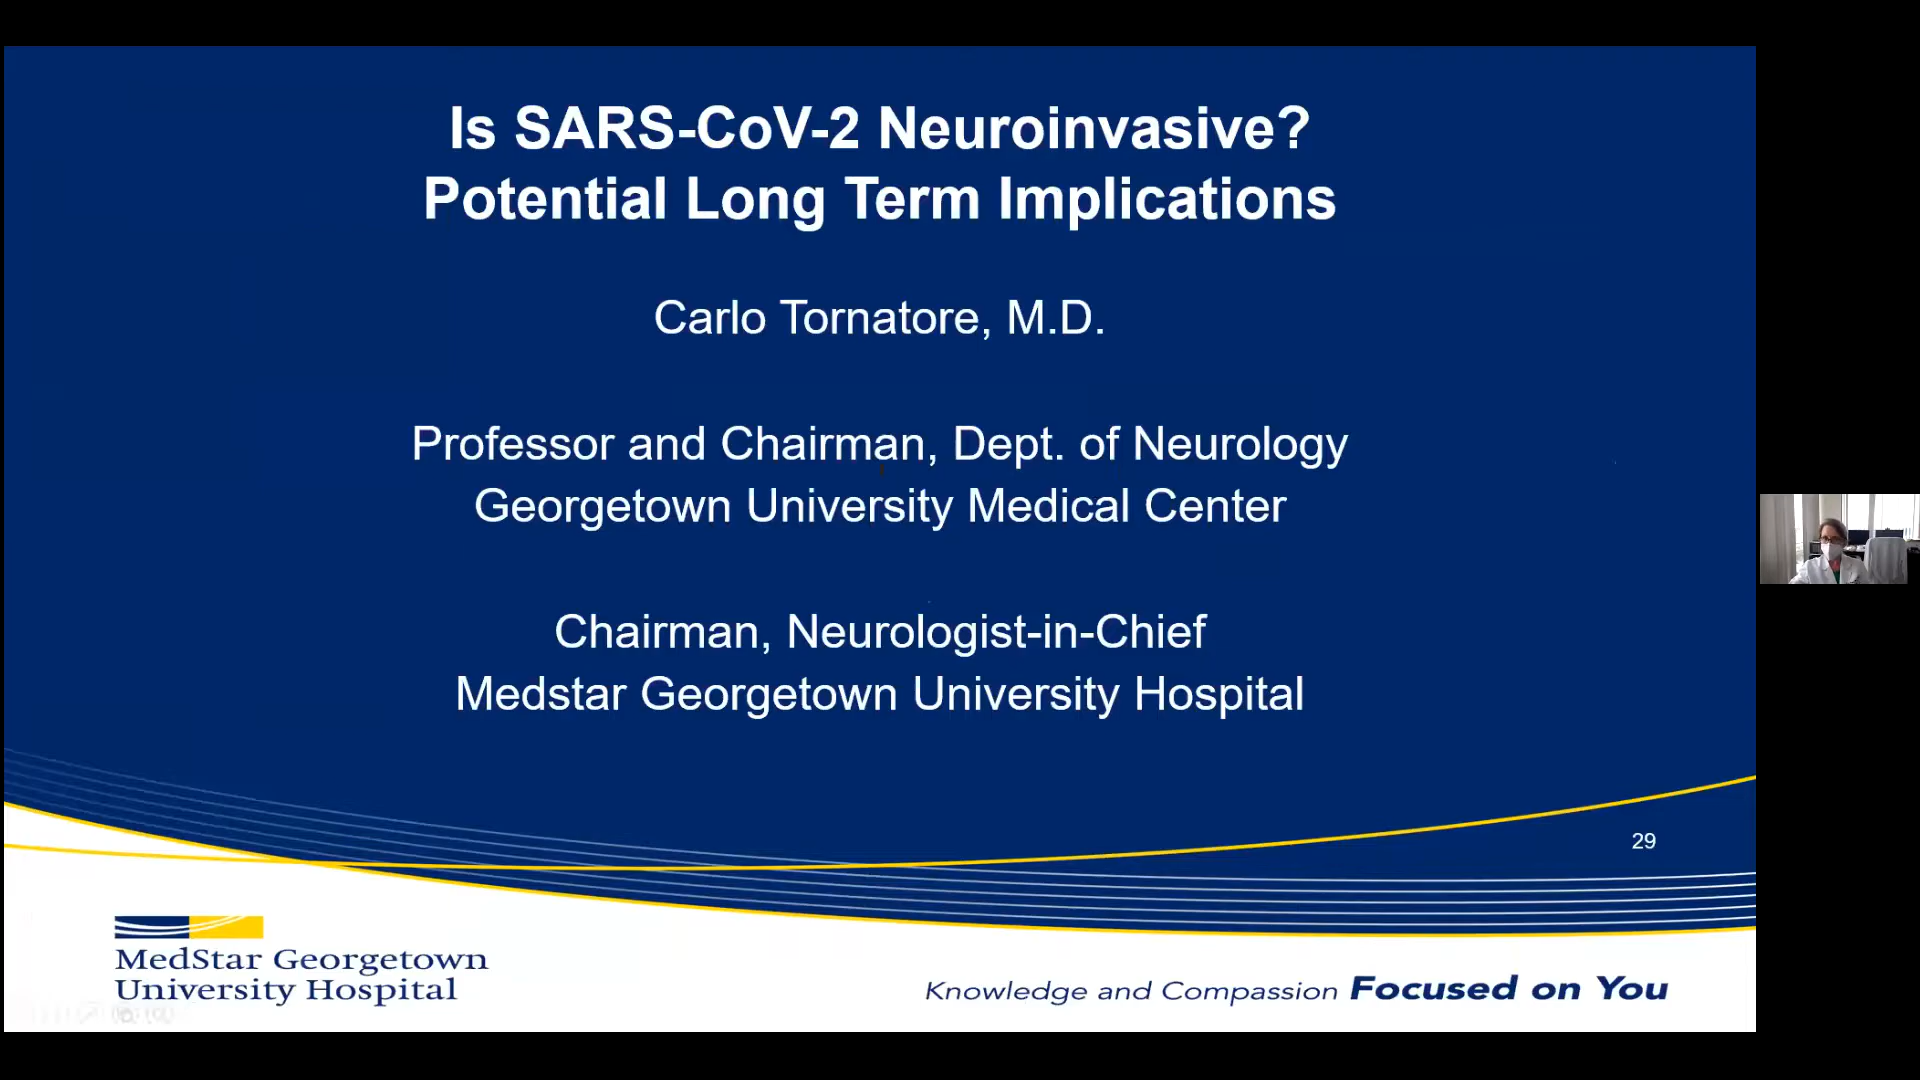 Is SARS-CoV-2 Neuroinvasive?
Potential Long Term Implications
Carlo Tornatore, M.D.
Professor and Chairman, Dept. of Neurology
Georgetown University Medical Center
Chairman, Neurologist-in-Chief
Medstar Georgetown University Hospital
29
MedStar Georgetown
University Hospital
Knowledge and Compassion Focused on You